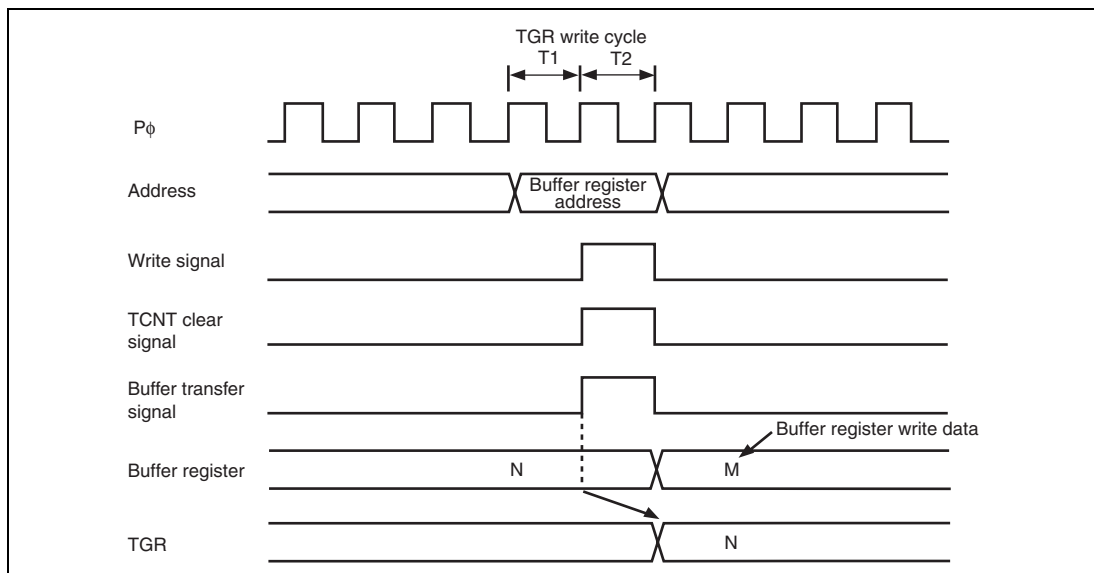 TGR write cycle
T1 T2
Pϕ
Address
Buffer register
address
Write signal
TCNT clear
signal
Buffer transfer
signal
Buffer register write data
Buffer register
N M
TGR
N